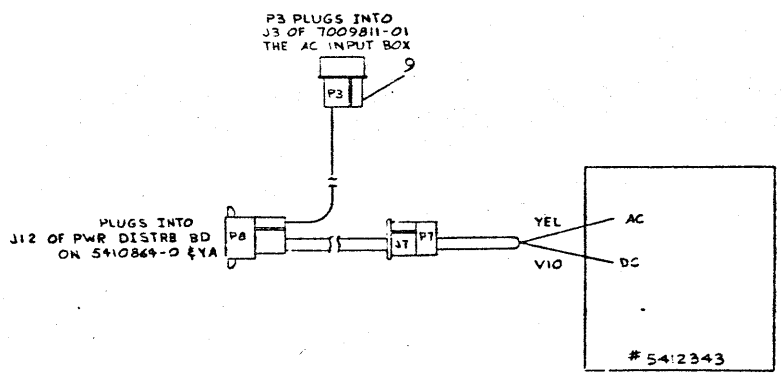 P3 PLUGS INTO
J3 OF 7009811-01
THE AC INPUT BOX
9
P3
PLUGS INTO
J12 OF PWR DISTRB BD
ON 5410864-0 &YA
P8
J7
P7
YEL
AC
VIO
DC
# 5412343